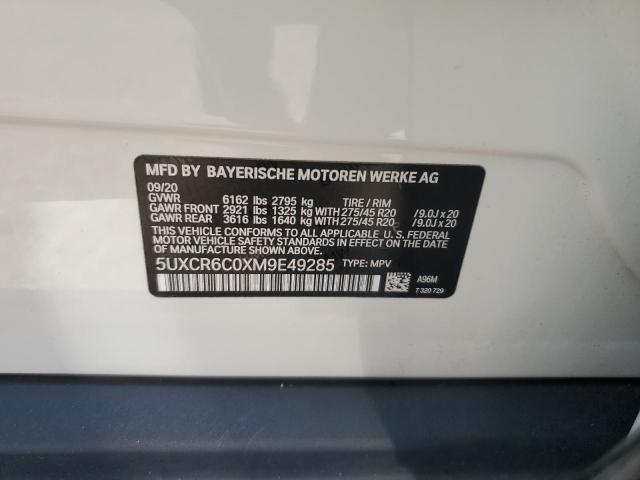 MFD BY BAYERISCHE MOTOREN WERKE AG
09/20
GVWR 6162 lbs 2795 kg TIRE / RIM
GAWR FRONT 2921 lbs 1325 kg WITH 275/45 R20 /9.0J x 20
GAWR REAR 3616 lbs 1640 kg WITH 275/45 R20 /9.0J x 20
THIS VEHICLE CONFORMS TO ALL APPLICABLE
U.S. FEDERAL MOTOR VEHICLE SAFETY STANDARDS
IN EFFECT ON THE DATE OF MANUFACTURE SHOWN ABOVE.
5UXCR6C0XM9E49285 TYPE: MPV
A96M
7 320 729